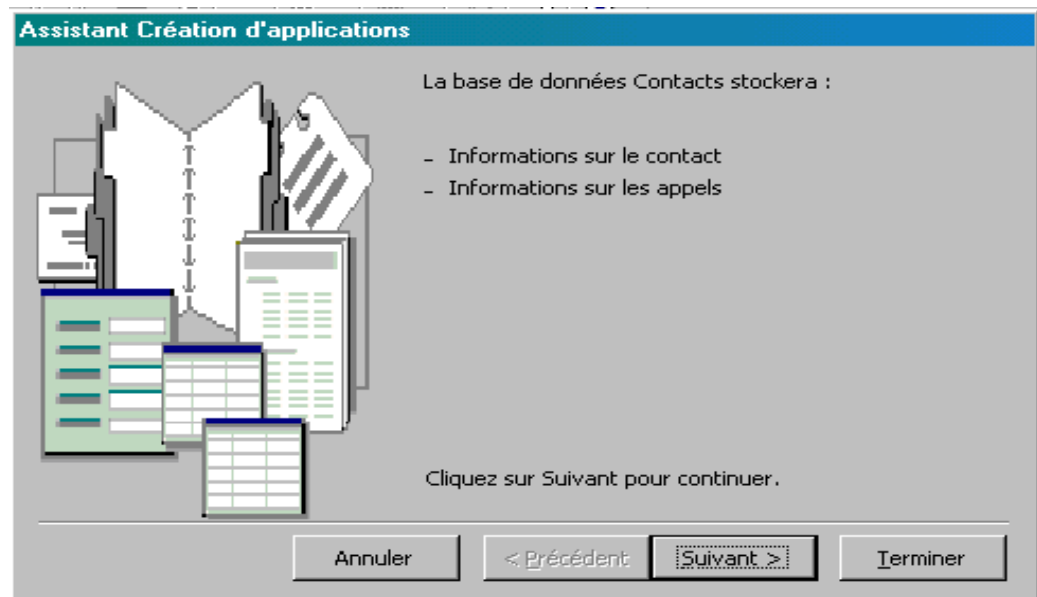 Assistant Création d'applications
La base de données Contacts stockera :
- Informations sur le contact
- Informations sur les appels
Cliquez sur Suivant pour continuer.
Annuler
< Précédent
Suivant >
Terminer